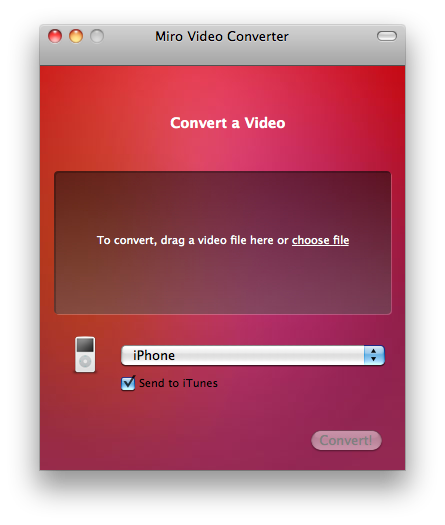 Miro Video Converter
Convert a Video
To convert, drag a video file here or choose file
iPhone
Send to iTunes
Convert!